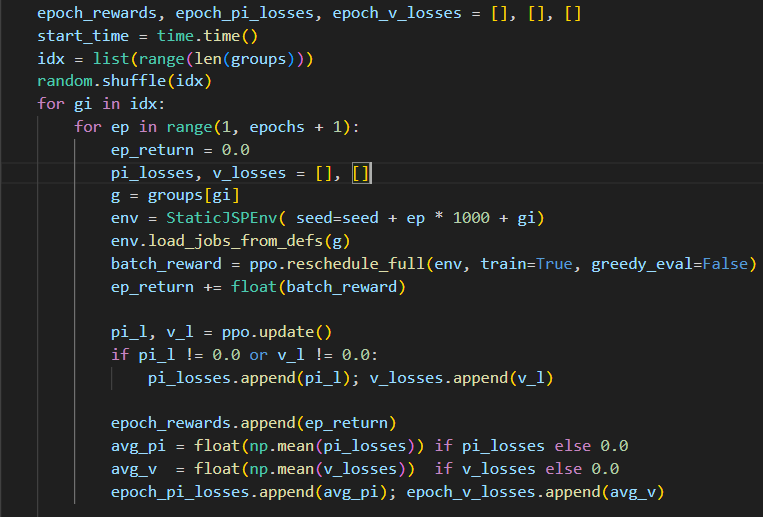 epoch_rewards, epoch_pi_losses, epoch_v_losses = [], [], []
start_time = time.time()
idx = list(range(len(groups)))
random.shuffle(idx)
for gi in idx:
    for ep in range(1, epochs + 1):
        ep_return = 0.0
        pi_losses, v_losses = [], []
        g = groups[gi]
        env = StaticJSPEnv( seed=seed + ep * 1000 + gi)
        env.load_jobs_from_defs(g)
        batch_reward = ppo.reschedule_full(env, train=True, greedy_eval=False)
        ep_return += float(batch_reward)

        pi_l, v_l = ppo.update()
        if pi_l != 0.0 or v_l != 0.0:
            pi_losses.append(pi_l); v_losses.append(v_l)

        epoch_rewards.append(ep_return)
        avg_pi = float(np.mean(pi_losses)) if pi_losses else 0.0
        avg_v  = float(np.mean(v_losses))  if v_losses else 0.0
        epoch_pi_losses.append(avg_pi); epoch_v_losses.append(avg_v)